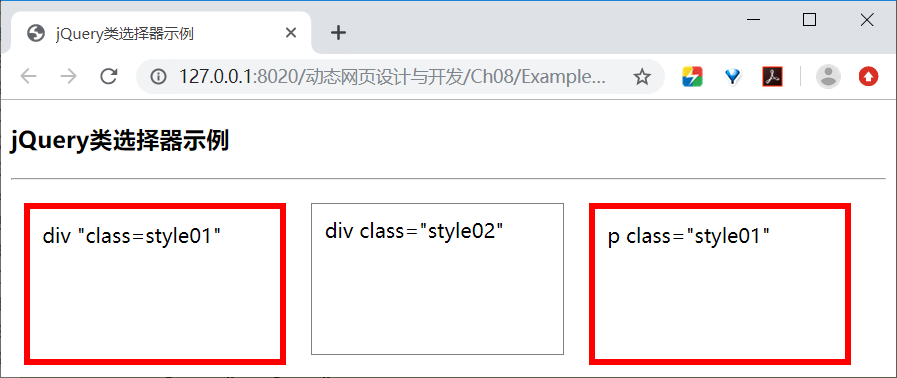 jQuery类选择器示例
127.0.0.1:8020/动态网页设计与开发/Ch08/Example...
jQuery类选择器示例
div "class=style01"
div class="style02"
p class="style01"